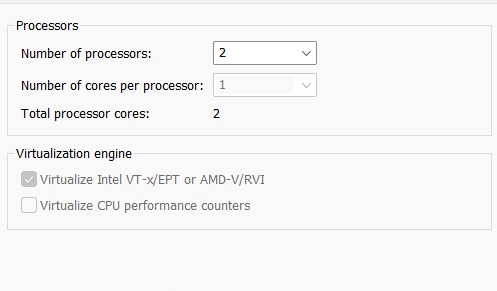 Processors
Number of processors: 2
Number of cores per processor: 1
Total processor cores: 2
Virtualization engine
Virtualize Intel VT-x/EPT or AMD-V/RVI
Virtualize CPU performance counters